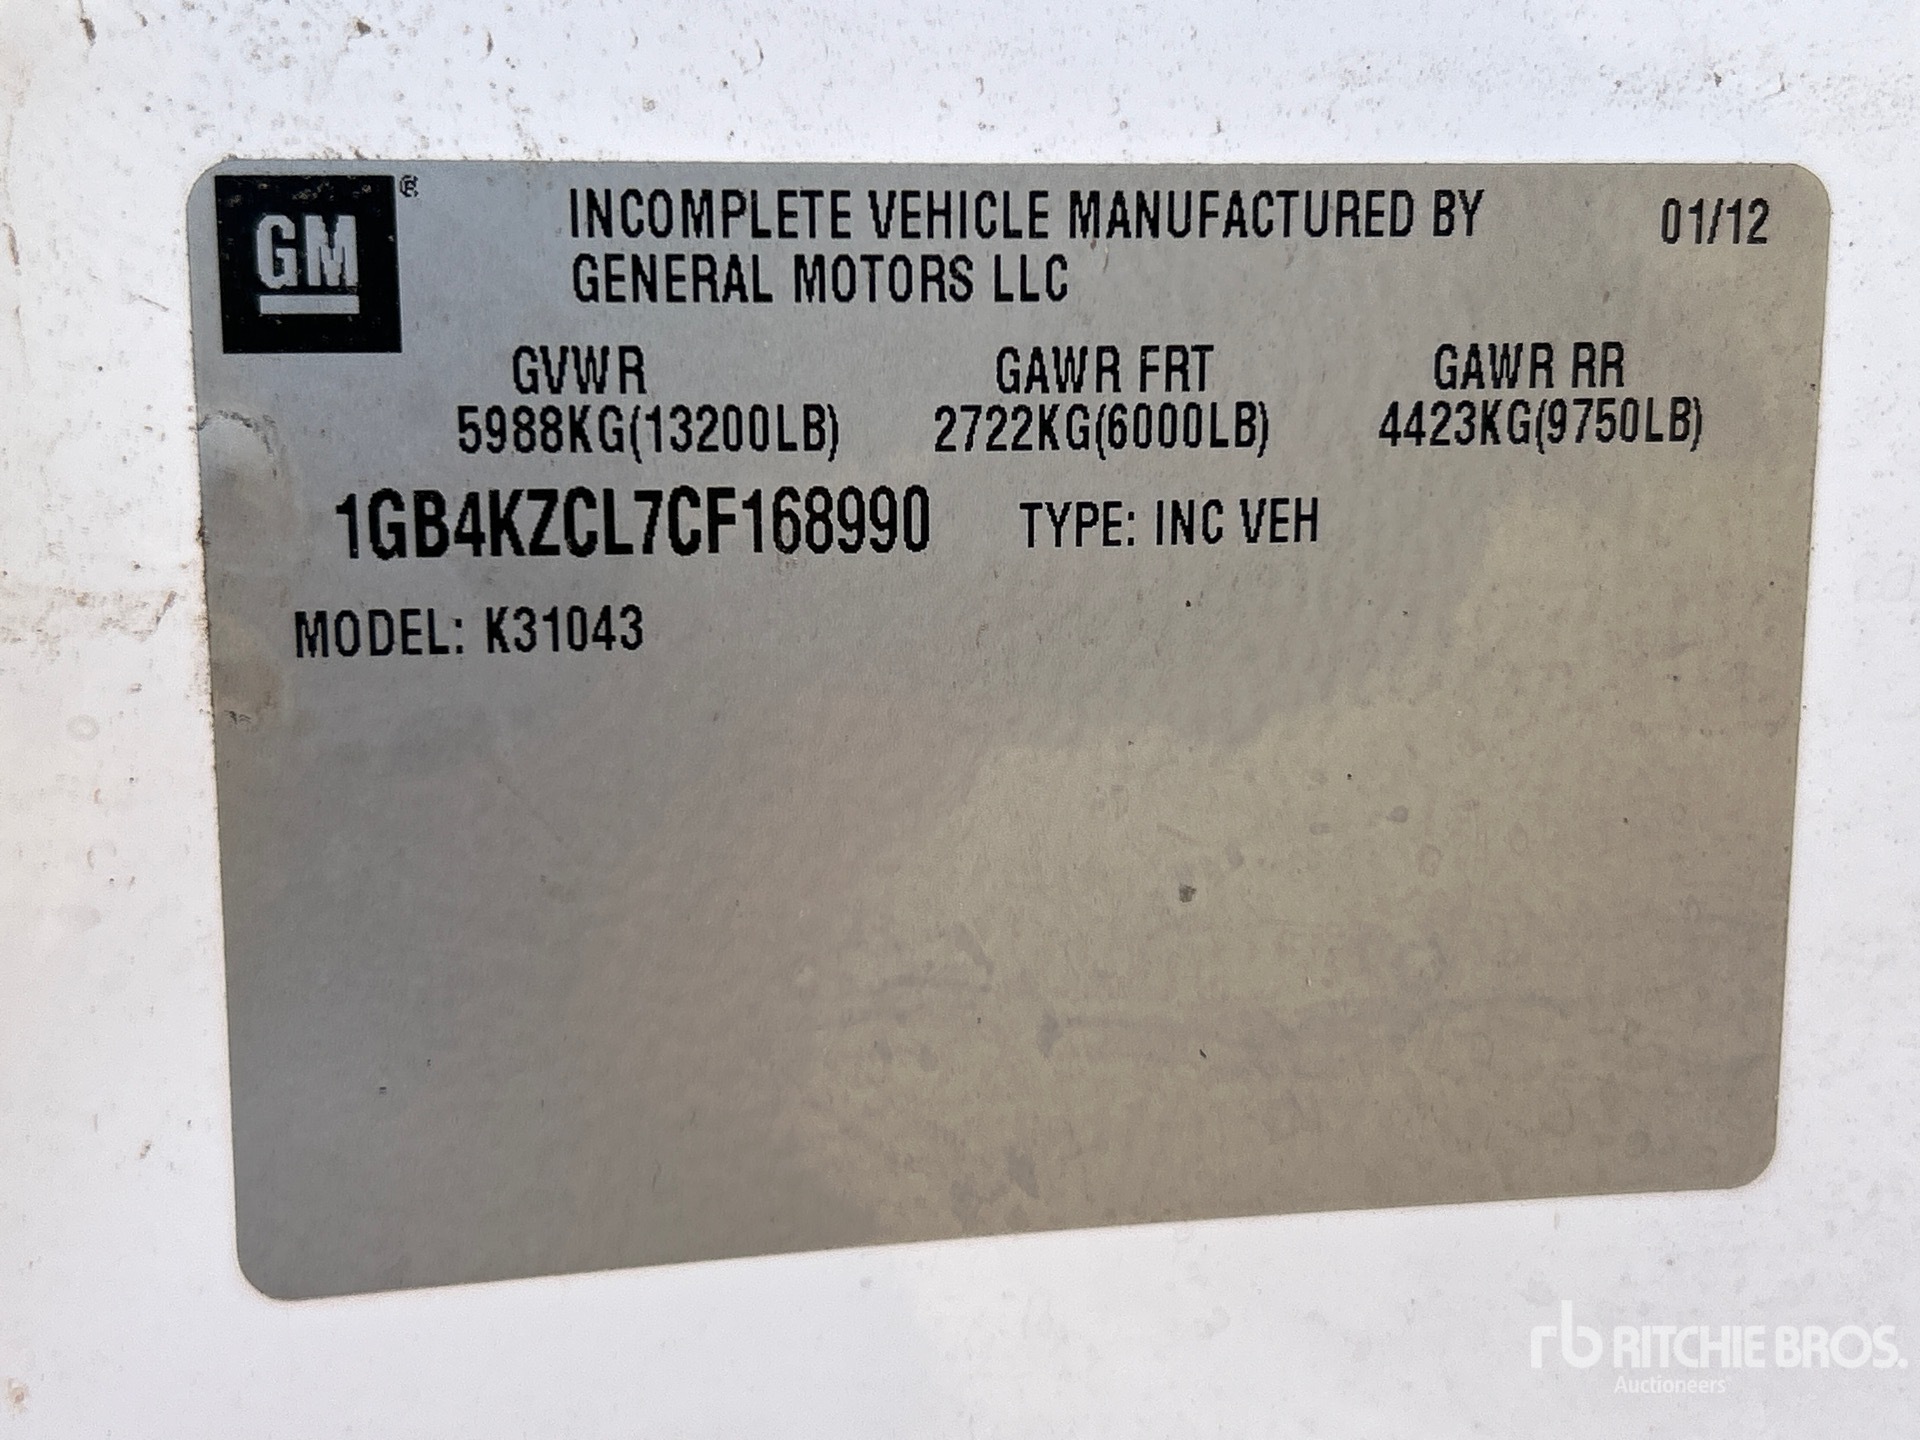 GM®
INCOMPLETE VEHICLE MANUFACTURED BY 01/12
GENERAL MOTORS LLC
GVWR GAWR FRT GAWR RR
5988KG(13200LB) 2722KG(6000LB) 4423KG(9750LB)
1GB4KZCL7CF168990 TYPE: INC VEH
MODEL: K31043
rb RITCHIE BROS.
Auctioneers